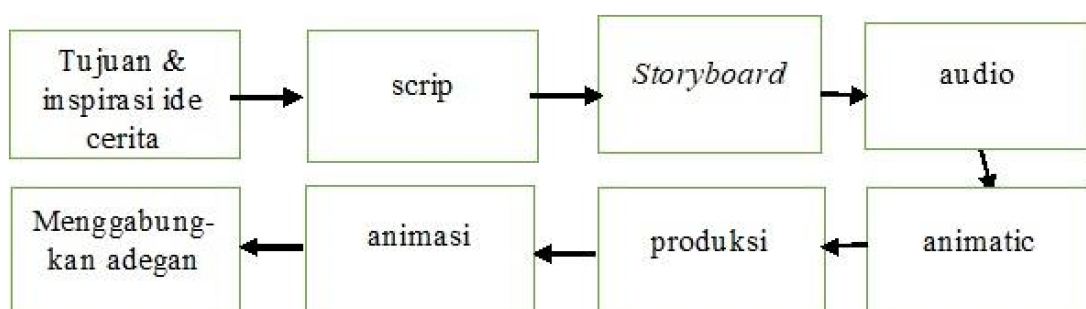 Tujuan &
inspirasi ide
cerita
scrip
Storyboard
audio
animatic
produksi
animasi
Menggabung-
kan adegan